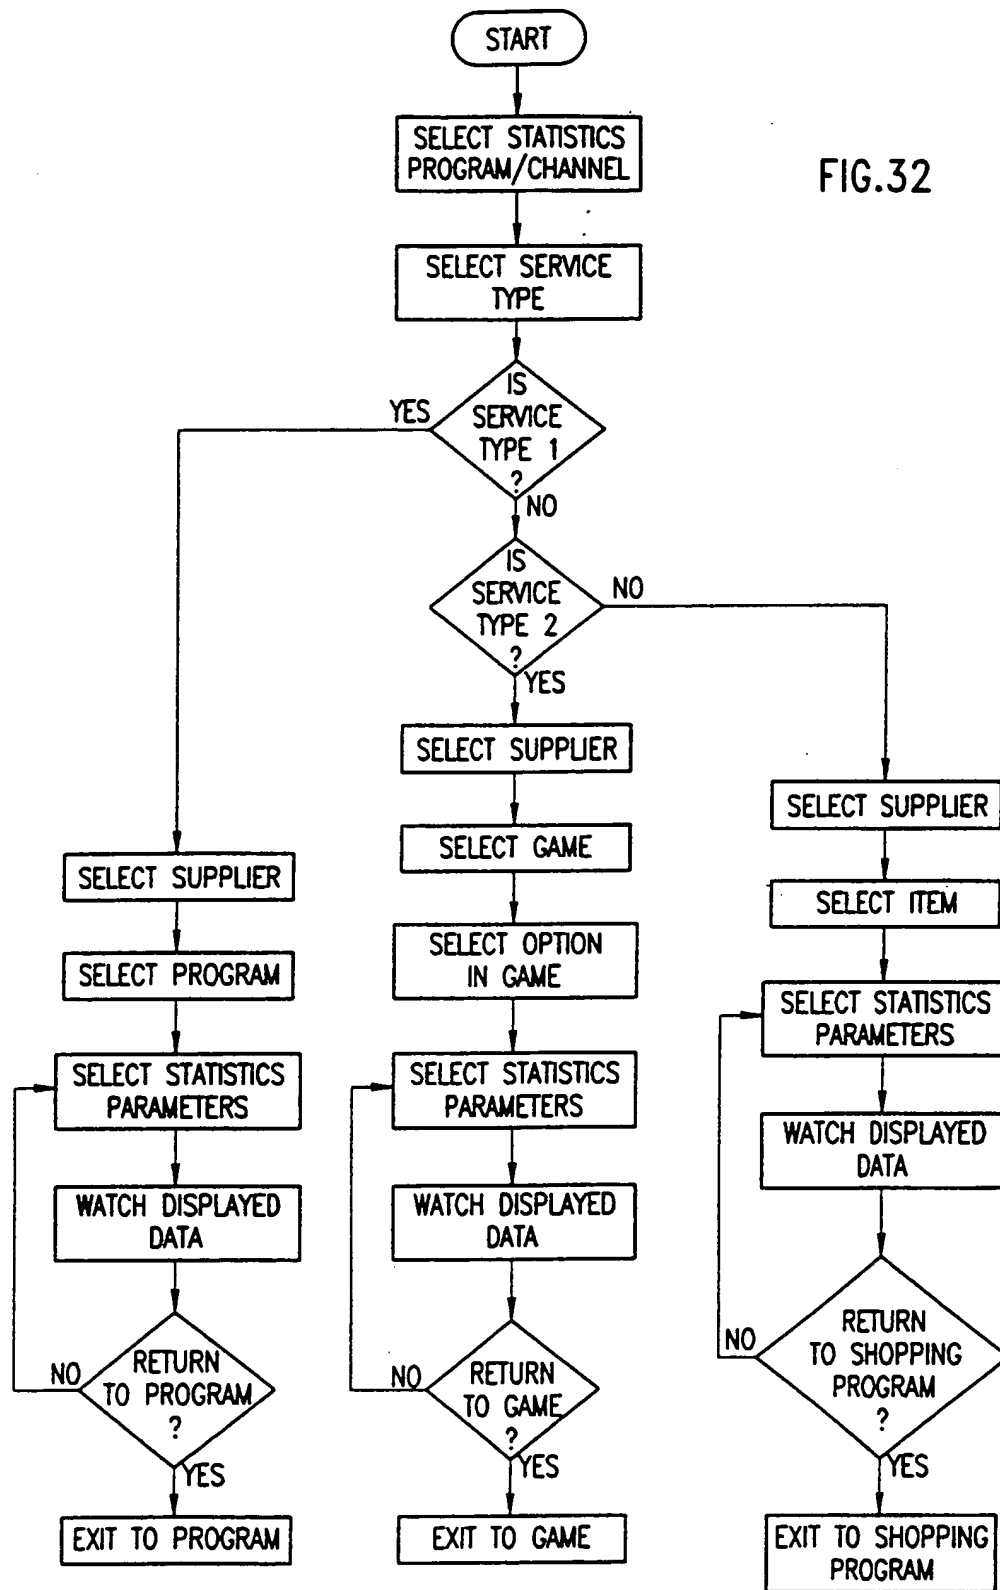 START
SELECT STATISTICS
PROGRAM/CHANNEL
FIG.32
SELECT SERVICE
TYPE
IS
SERVICE
TYPE 1
?
YES
NO
IS
SERVICE
TYPE 2
?
NO
YES
SELECT SUPPLIER
SELECT PROGRAM
SELECT STATISTICS
PARAMETERS
WATCH DISPLAYED
DATA
RETURN
TO PROGRAM
?
NO
YES
EXIT TO PROGRAM
SELECT SUPPLIER
SELECT GAME
SELECT OPTION
IN GAME
SELECT STATISTICS
PARAMETERS
WATCH DISPLAYED
DATA
RETURN
TO GAME
?
NO
YES
EXIT TO GAME
SELECT SUPPLIER
SELECT ITEM
SELECT STATISTICS
PARAMETERS
WATCH DISPLAYED
DATA
RETURN
TO SHOPPING
PROGRAM
?
NO
YES
EXIT TO SHOPPING
PROGRAM